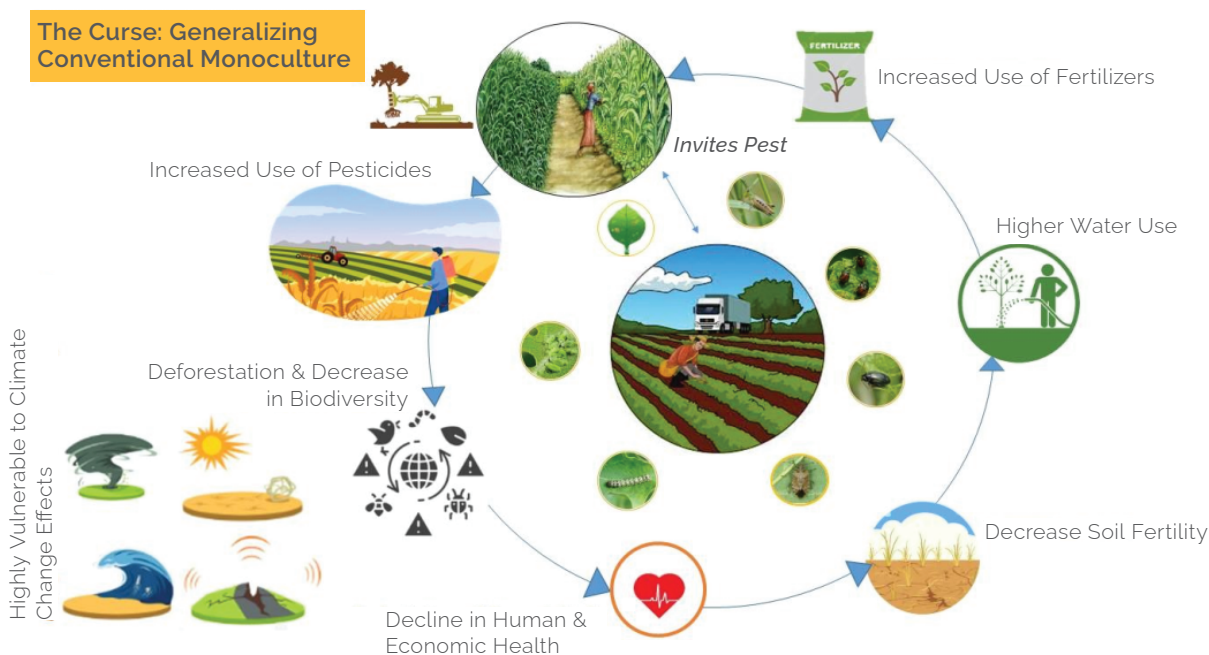 The Curse: Generalizing
Conventional Monoculture
FERTILIZER
Increased Use of Fertilizers
Invites Pest
Increased Use of Pesticides
Higher Water Use
Deforestation & Decrease
in Biodiversity
Highly Vulnerable to Climate
Change Effects
Decrease Soil Fertility
Decline in Human &
Economic Health